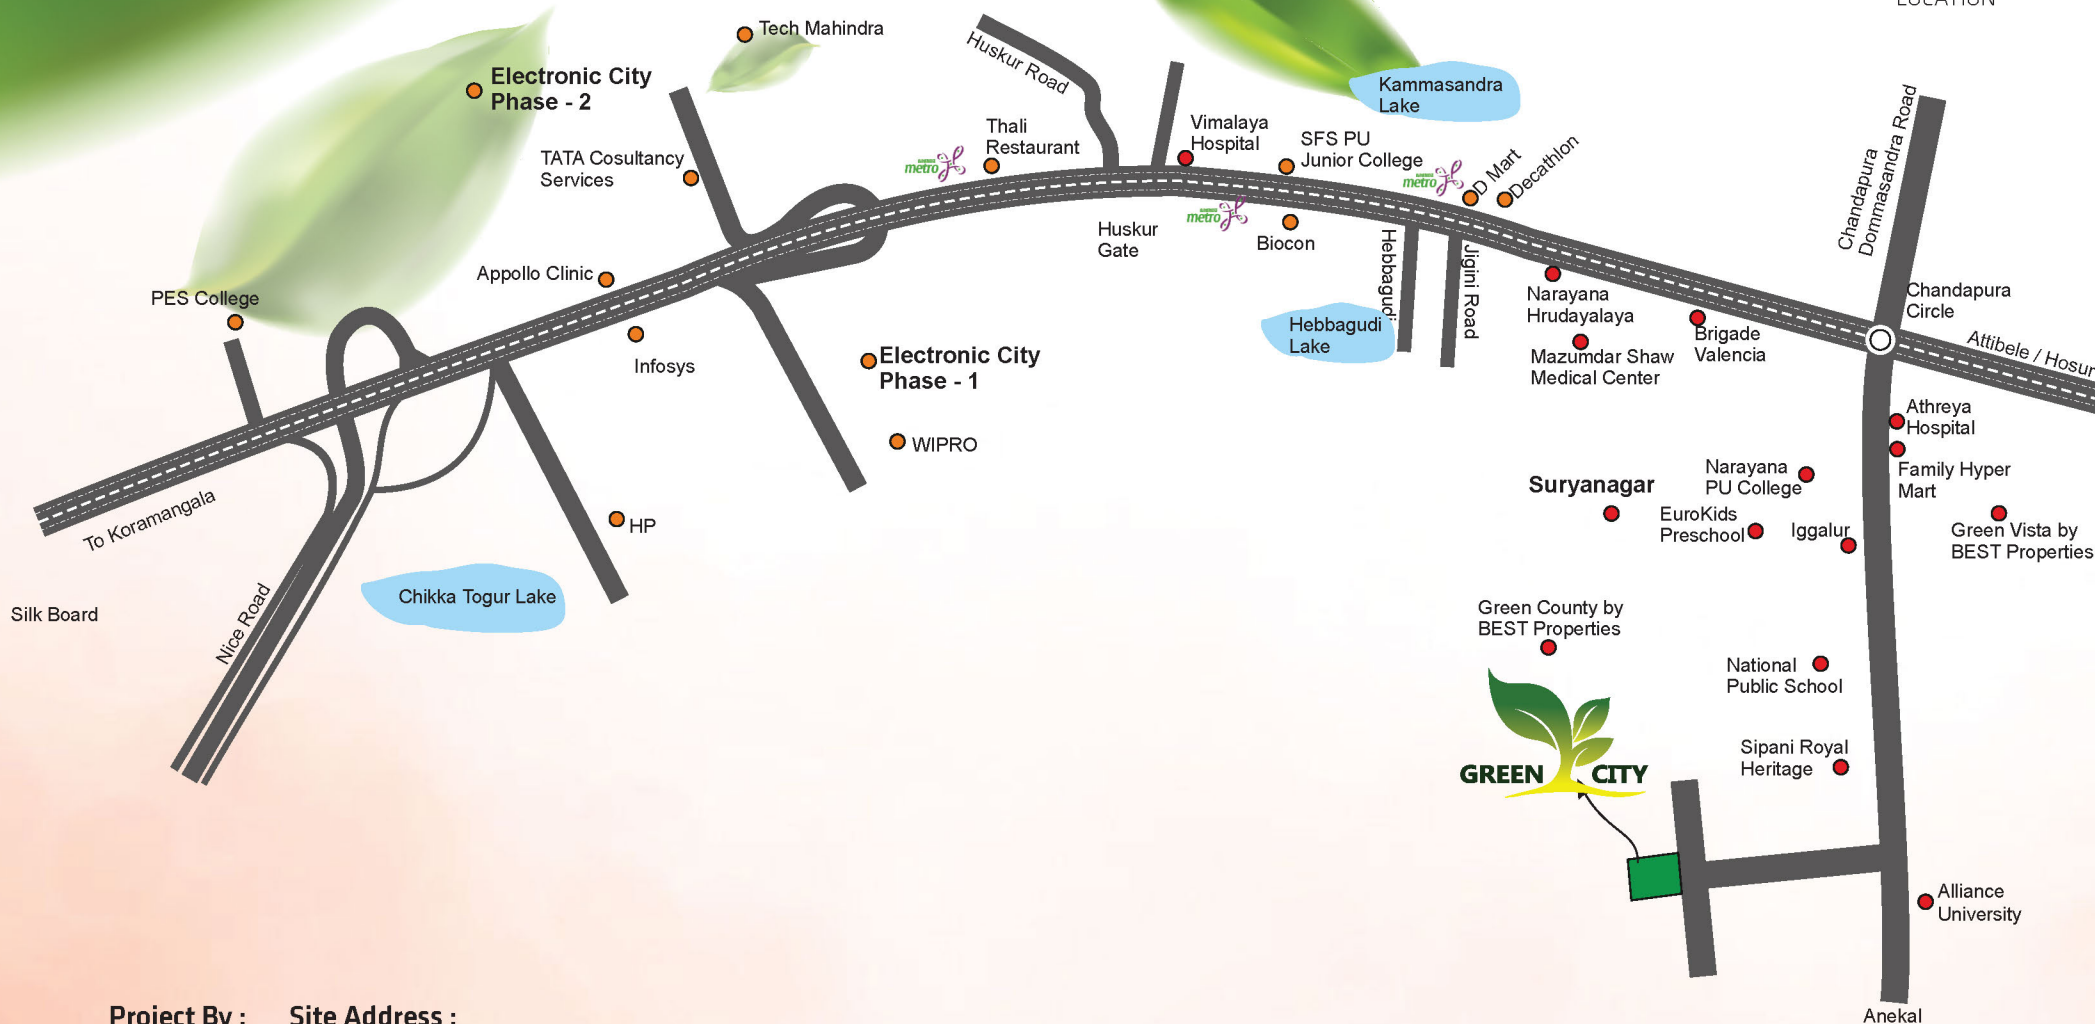 LOCATION
Tech Mahindra
Electronic City
Phase - 2
Huskur Road
Kammasandra
Lake
Chandapura
Dommasandra Road
TATA Cosultancy
Services
metro
Thali
Restaurant
Vimalaya
Hospital
SFS PU
Junior College
metro
D Mart
Decathlon
metro
Huskur
Gate
Biocon
Hebbagudi
Jigini Road
Appollo Clinic
PES College
Infosys
Electronic City
Phase - 1
WIPRO
Hebbagudi
Lake
Narayana
Hrudayalaya
Mazumdar Shaw
Medical Center
Brigade
Valencia
Chandapura
Circle
Attibele / Hosur
Athreya
Hospital
Family Hyper
Mart
Suryanagar
Narayana
PU College
EuroKids
Preschool
Iggalur
Green Vista by
BEST Properties
To Koramangala
HP
Chikka Togur Lake
Silk Board
Nice Road
Green County by
BEST Properties
National
Public School
GREEN CITY
Sipani Royal
Heritage
Alliance
University
Anekal
Project By :
Site Address :